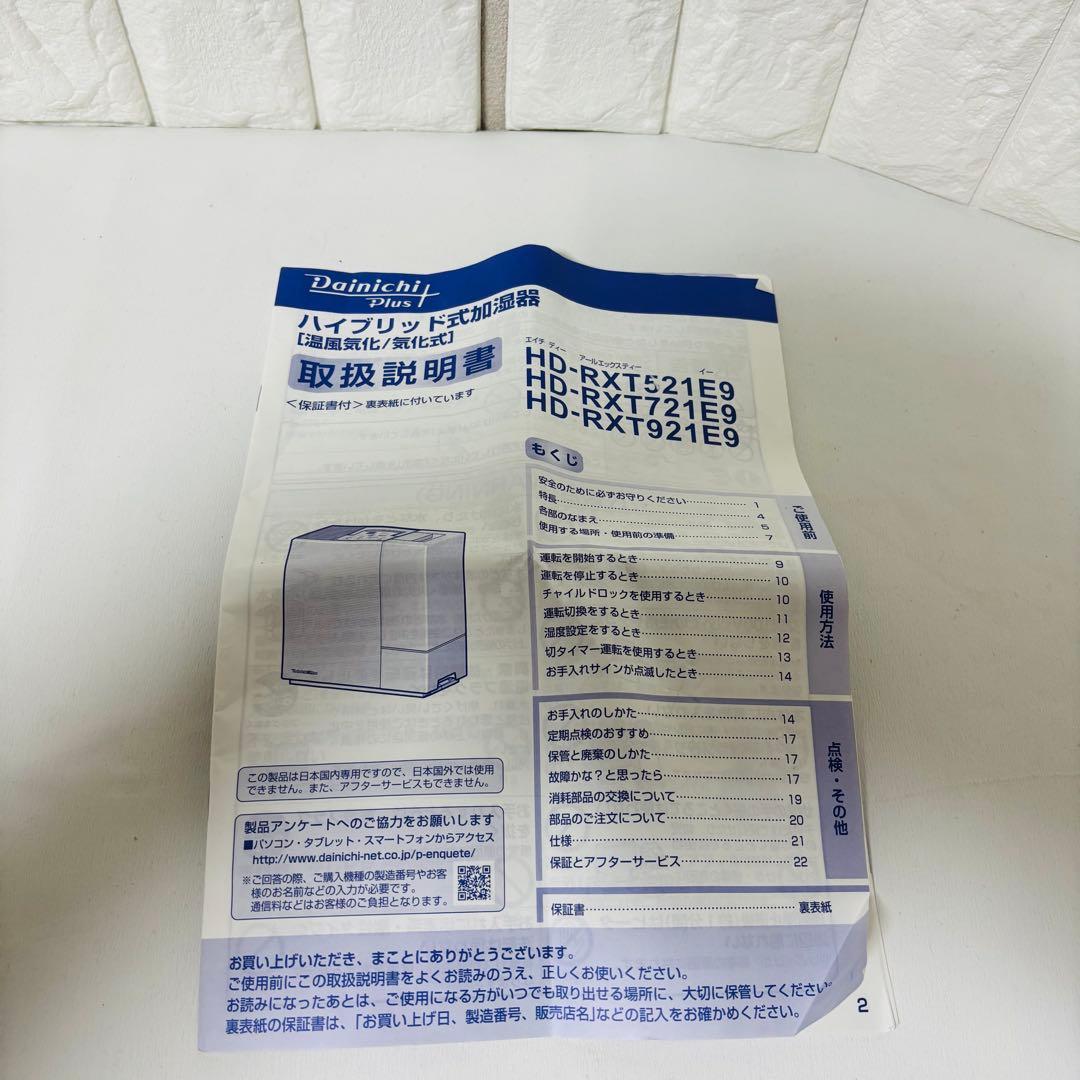 Dainichi
Plus
ハイブリッド式加湿器
[温風気化/気化式]
取扱説明書
<保証書付>裏表紙に付いています
エイチ ディー アールエックスティー イー
HD-RXT521E9
HD-RXT721E9
HD-RXT921E9
もくじ
安全のために必ずお守りください……………… 1
特長……………………………………… 4
各部のなまえ……………………………… 5
使用する場所・使用前の準備……………… 7
ご使用前
運転を開始するとき………………………… 9
運転を停止するとき………………………… 10
チャイルドロックを使用するとき…………… 10
運転切換をするとき………………………… 11
湿度設定をするとき………………………… 12
切タイマー運転を使用するとき……………… 13
お手入れサインが点滅したとき……………… 14
使用方法
お手入れのしかた…………………………… 14
定期点検のおすすめ………………………… 17
保管と廃棄のしかた………………………… 17
故障かな?と思ったら……………………… 17
消耗部品の交換について…………………… 19
部品のご注文について……………………… 20
仕様………………………………………… 21
保証とアフターサービス…………………… 22
点検・その他
保証書……………………………………… 裏表紙
この製品は日本国内専用ですので、日本国外では使用
できません。また、アフターサービスもできません。
製品アンケートへのご協力をお願いします
■パソコン・タブレット・スマートフォンからアクセス
http://www.dainichi-net.co.jp/p-enquete/
※ご回答の際、ご購入機種の製造番号やお客
様のお名前などの入力が必要です。
通信料などはお客様のご負担となります。
お買い上げいただき、まことにありがとうございます。
ご使用前にこの取扱説明書をよくお読みのうえ、正しくお使いください。
お読みになったあとは、ご使用になる方がいつでも取り出せる場所に、大切に保管してください。
裏表紙の保証書は、「お買い上げ日、製造番号、販売店名」などの記入をお確かめください。
2